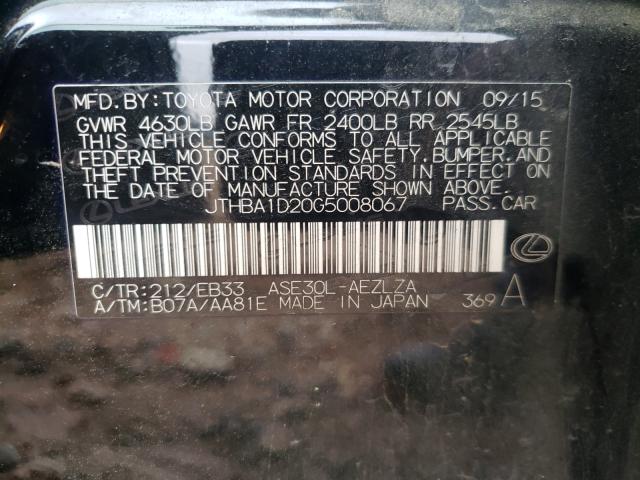 MFD.BY:TOYOTA MOTOR CORPORATION 09/15
GVWR 4630LB GAWR FR 2400LB RR 2545LB
THIS VEHICLE CONFORMS TO ALL APPLICABLE
FEDERAL MOTOR VEHICLE SAFETY,BUMPER,AND
THEFT PREVENTION STANDARDS IN EFFECT ON
THE DATE OF MANUFACTURE SHOWN ABOVE.
JTHBA1D20G5008067 PASS.CAR
C/TR:212/EB33 ASE30L-AEZLZA
A/TM:B07A/AA81E MADE IN JAPAN 369 A